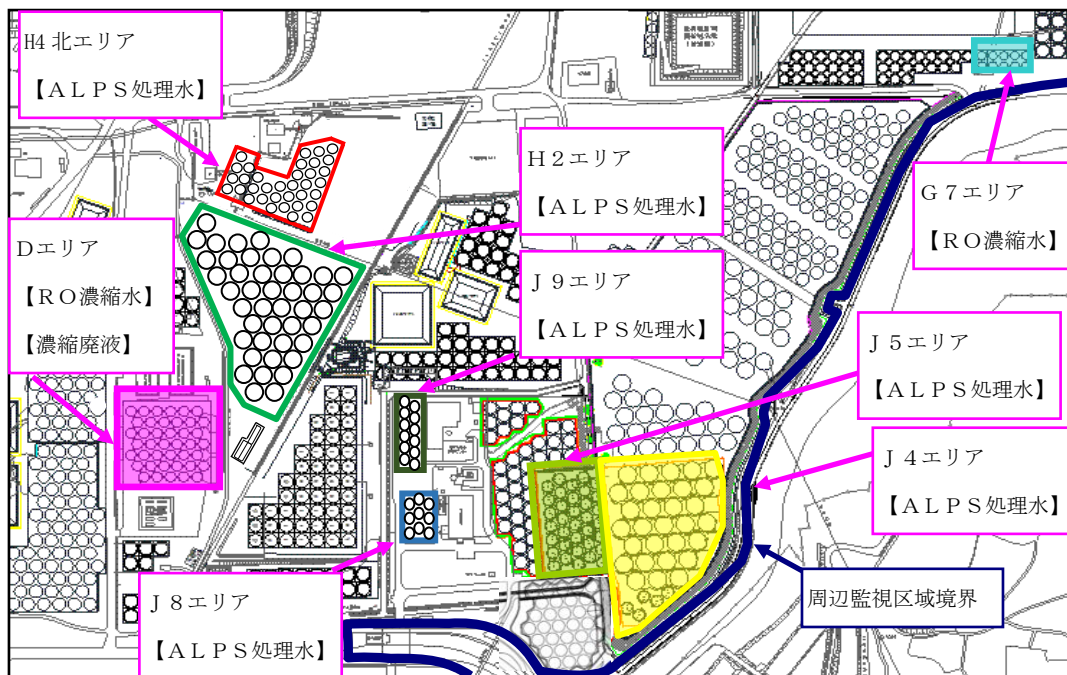 H4 北エリア
【ＡＬＰＳ処理水】
Ｈ２エリア
【ＡＬＰＳ処理水】
Ｇ７エリア
【ＲＯ濃縮水】
Ｄエリア
【ＲＯ濃縮水】
【濃縮廃液】
Ｊ９エリア
【ＡＬＰＳ処理水】
Ｊ５エリア
【ＡＬＰＳ処理水】
Ｊ４エリア
【ＡＬＰＳ処理水】
Ｊ８エリア
【ＡＬＰＳ処理水】
周辺監視区域境界